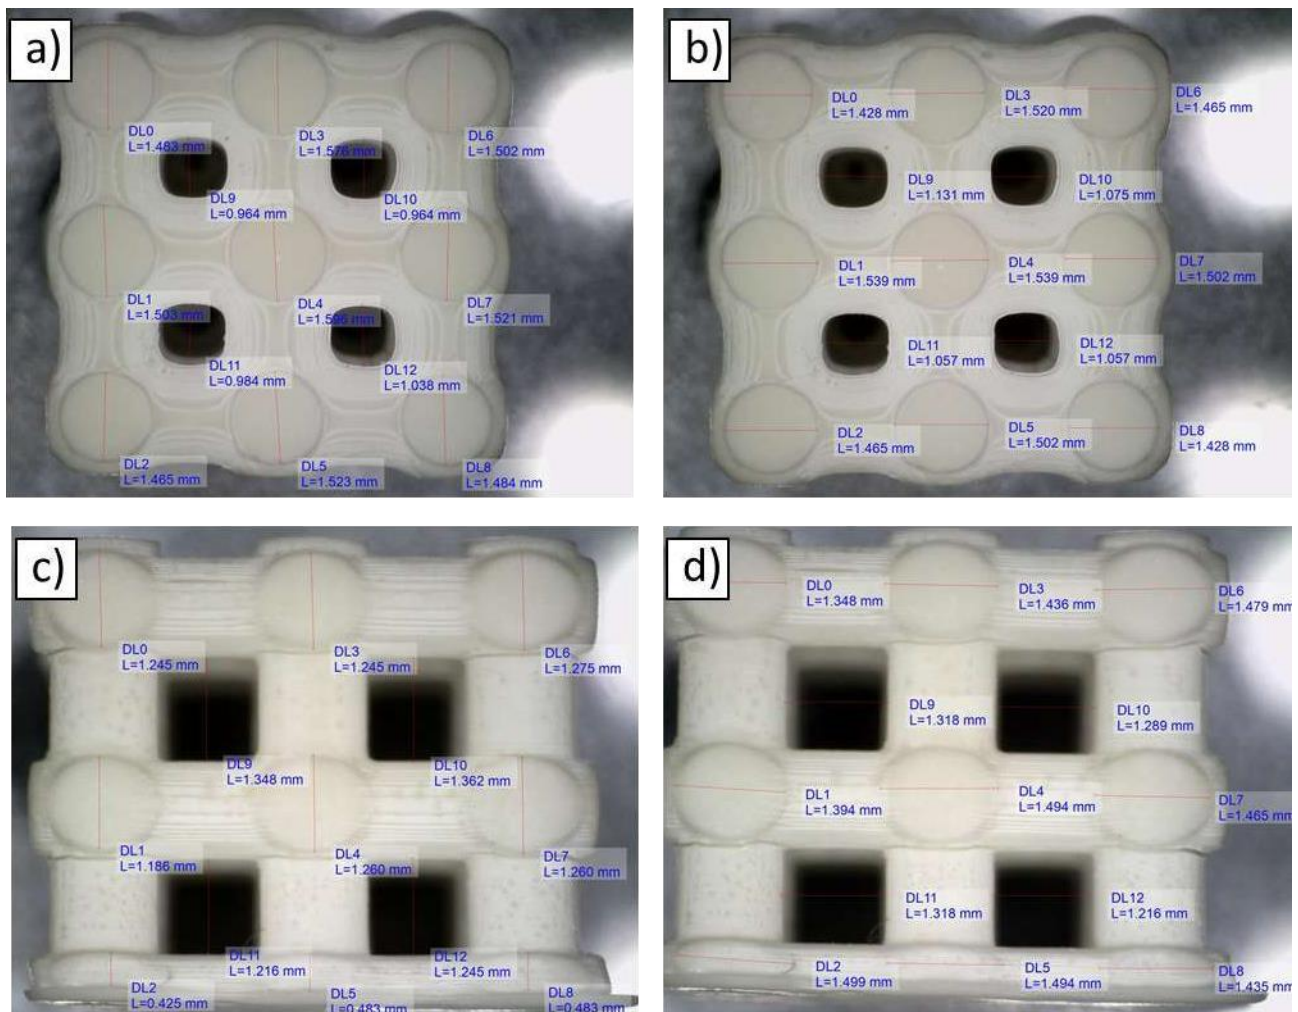 a)
DL0
L=1.483 mm
DL3
L=1.576 mm
DL6
L=1.502 mm
DL9
L=0.964 mm
DL10
L=0.964 mm
DL1
L=1.503 mm
DL4
L=1.596 mm
DL7
L=1.521 mm
DL11
L=0.984 mm
DL12
L=1.038 mm
DL2
L=1.465 mm
DL5
L=1.523 mm
DL8
L=1.484 mm
b)
DL0
L=1.428 mm
DL3
L=1.520 mm
DL6
L=1.465 mm
DL9
L=1.131 mm
DL10
L=1.075 mm
DL1
L=1.539 mm
DL4
L=1.539 mm
DL7
L=1.502 mm
DL11
L=1.057 mm
DL12
L=1.057 mm
DL2
L=1.465 mm
DL5
L=1.502 mm
DL8
L=1.428 mm
c)
DL0
L=1.245 mm
DL3
L=1.245 mm
DL6
L=1.275 mm
DL9
L=1.348 mm
DL10
L=1.362 mm
DL1
L=1.186 mm
DL4
L=1.260 mm
DL7
L=1.260 mm
DL11
L=1.216 mm
DL12
L=1.245 mm
DL2
L=0.425 mm
DL5
L=0.483 mm
DL8
L=0.483 mm
d)
DL0
L=1.348 mm
DL3
L=1.436 mm
DL6
L=1.479 mm
DL9
L=1.318 mm
DL10
L=1.289 mm
DL1
L=1.394 mm
DL4
L=1.494 mm
DL7
L=1.465 mm
DL11
L=1.318 mm
DL12
L=1.216 mm
DL2
L=1.499 mm
DL5
L=1.494 mm
DL8
L=1.435 mm